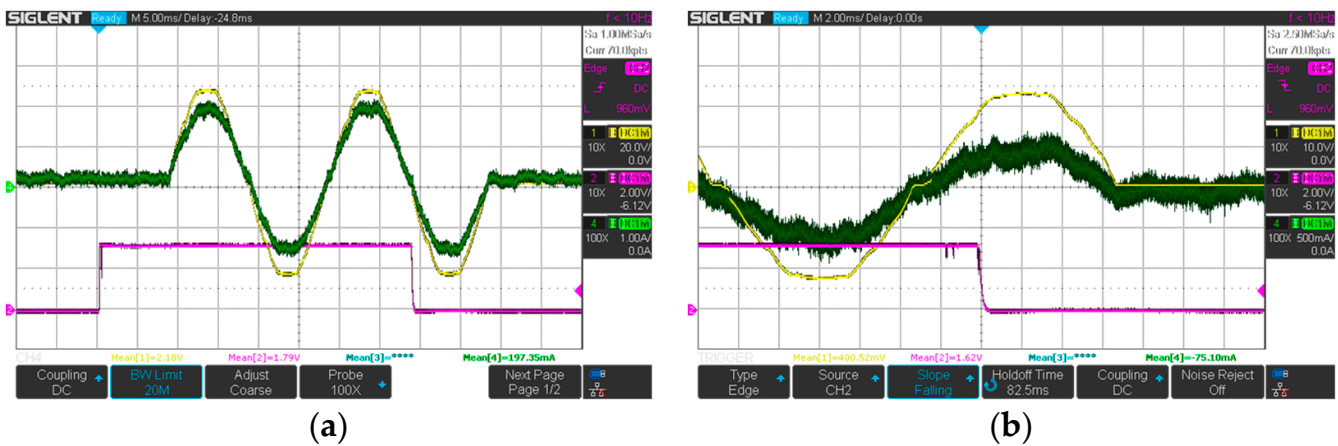 SIGLENT Ready M 5.00ms/ Delay:-24.8ms f < 10Hz
Sa 1.00MSa/s
Curr 70.0kpts
Edge CH2
DC
L 960mV
1 DC1M
10X 20.0V/
0.0V
2 DC1M
10X 2.00V/
-6.12V
4 DC1M
100X 1.00A/
0.0A
4
2
CH4 Mean[1]=2.18V Mean[2]=1.79V Mean[3]=**** Mean[4]=197.35mA
Coupling BW Limit Adjust Probe Next Page
DC 20M Coarse 100X Page 1/2
(a)
SIGLENT Ready M 2.00ms/ Delay:0.00s f < 10Hz
Sa 2.50MSa/s
Curr 70.0kpts
Edge CH2
DC
L 960mV
1 DC1M
10X 10.0V/
0.0V
2 DC1M
10X 2.00V/
-6.12V
4 DC1M
100X 500mA/
0.0A
1
2
TRIGGER Mean[1]=400.52mV Mean[2]=1.62V Mean[3]=**** Mean[4]=-75.10mA
Type Source Slope Holdoff Time Coupling Noise Reject
Edge CH2 Falling 82.5ms DC Off
(b)